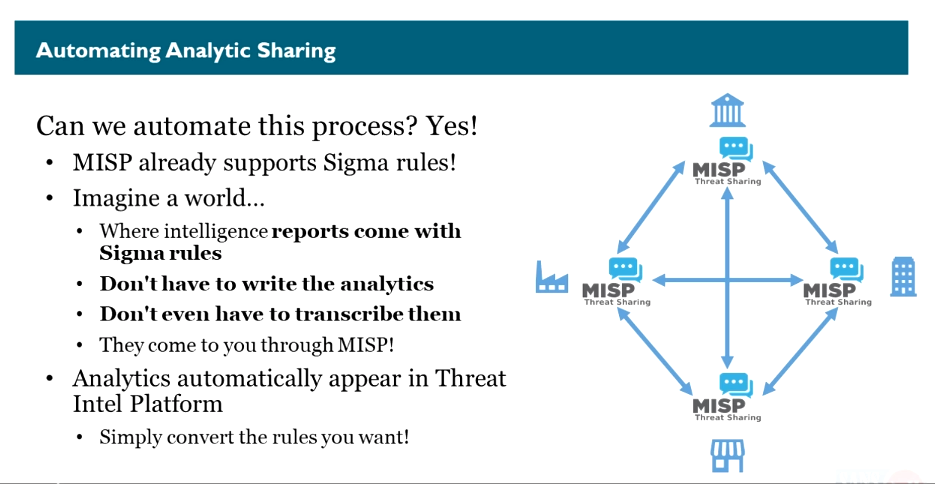 Automating Analytic Sharing
Can we automate this process? Yes!
• MISP already supports Sigma rules!
• Imagine a world...
• Where intelligence reports come with
Sigma rules
• Don't have to write the analytics
• Don't even have to transcribe them
• They come to you through MISP!
• Analytics automatically appear in Threat
Intel Platform
• Simply convert the rules you want!
MISP
Threat Sharing
MISP
Threat Sharing
MISP
Threat Sharing
MISP
Threat Sharing